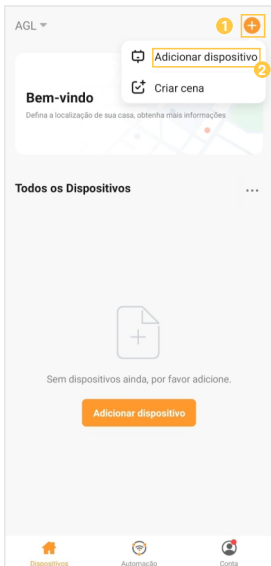 AGL
1
Adicionar dispositivo
2
Criar cena
Bem-vindo
Defina a localização de sua casa, obtenha mais informações
Todos os Dispositivos
...
Sem dispositivos ainda, por favor adicione.
Adicionar dispositivo
Dispositivos
Automação
Conta